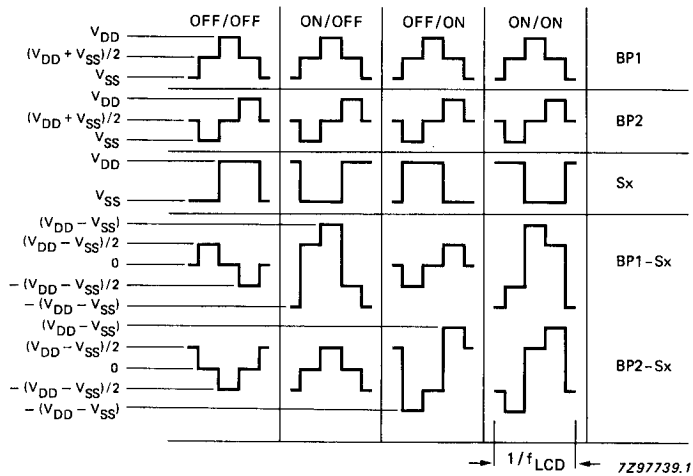 OFF/OFF ON/OFF OFF/ON ON/ON
V_DD
(V_DD + V_SS)/2
V_SS
BP1
V_DD
(V_DD + V_SS)/2
V_SS
BP2
V_DD
V_SS
Sx
(V_DD − V_SS)
(V_DD − V_SS)/2
0
− (V_DD − V_SS)/2
− (V_DD − V_SS)
BP1−Sx
(V_DD − V_SS)
(V_DD − V_SS)/2
0
− (V_DD − V_SS)/2
− (V_DD − V_SS)
BP2−Sx
1/f_LCD
7Z97739.1